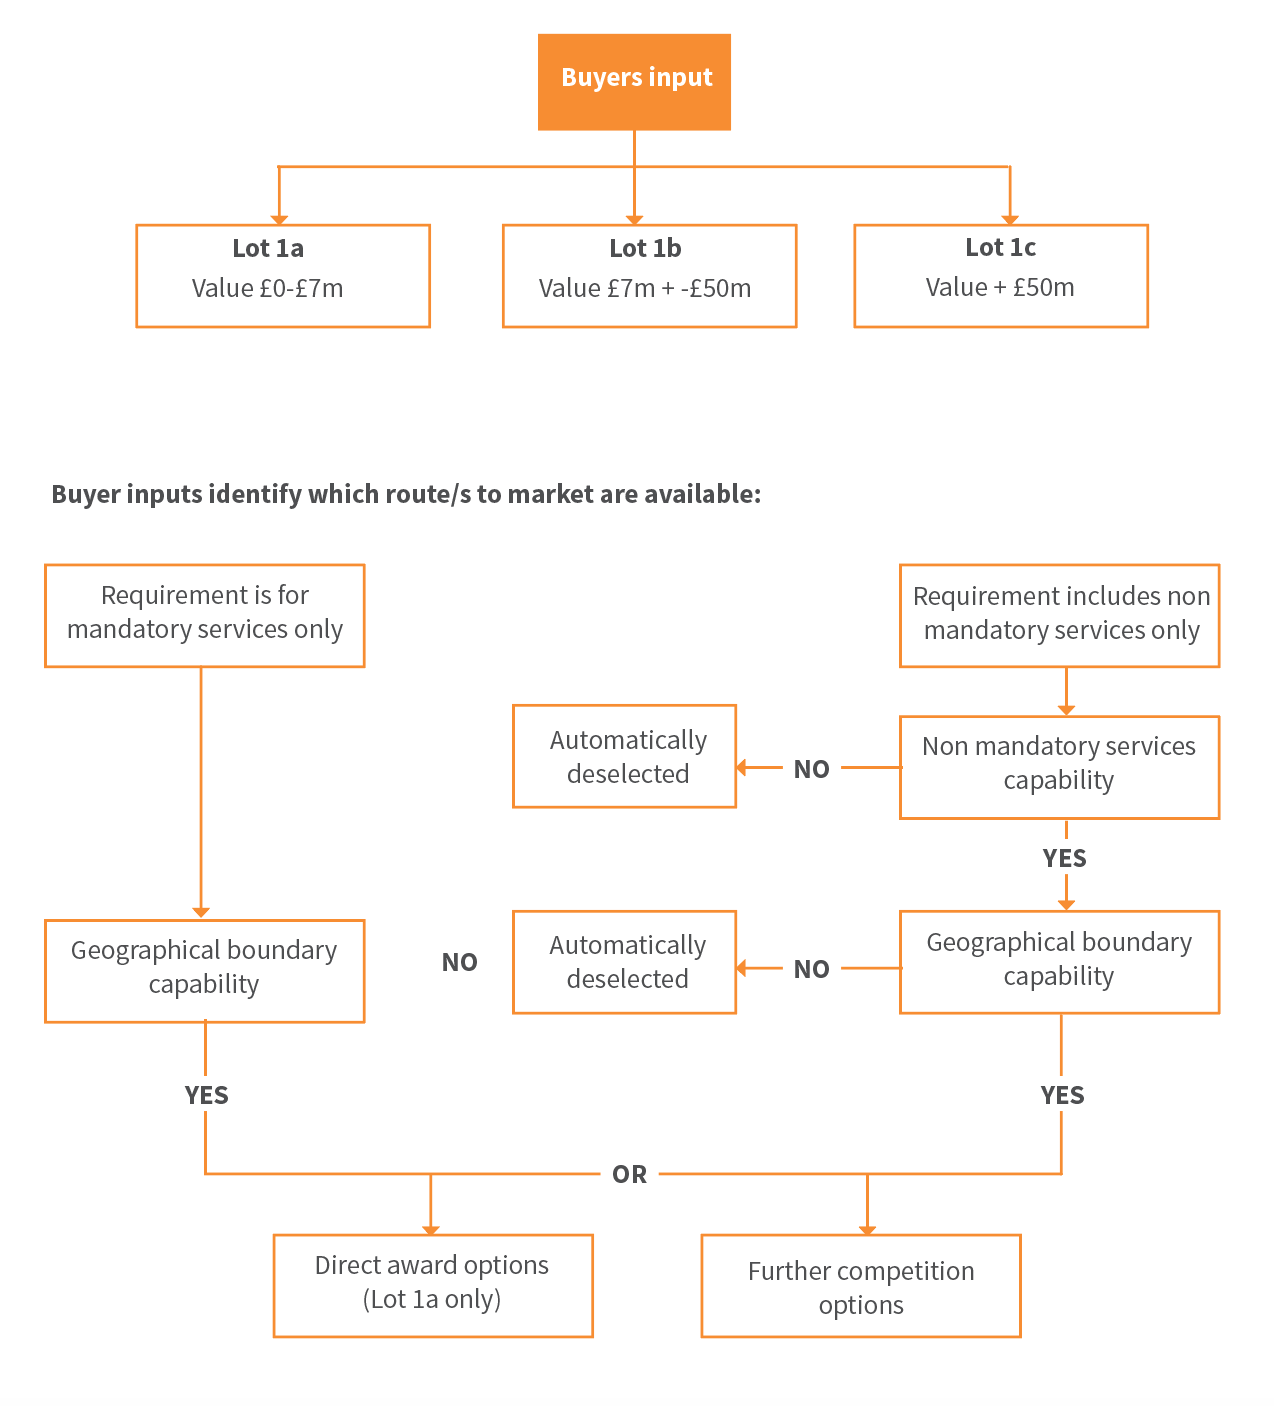 Buyers input
Lot 1a
Value £0-£7m
Lot 1b
Value £7m + -£50m
Lot 1c
Value + £50m
Buyer inputs identify which route/s to market are available:
Requirement is for
mandatory services only
Requirement includes non
mandatory services only
Automatically
deselected
NO
Non mandatory services
capability
YES
Geographical boundary
capability
NO
Automatically
deselected
NO
Geographical boundary
capability
YES
YES
OR
Direct award options
(Lot 1a only)
Further competition
options